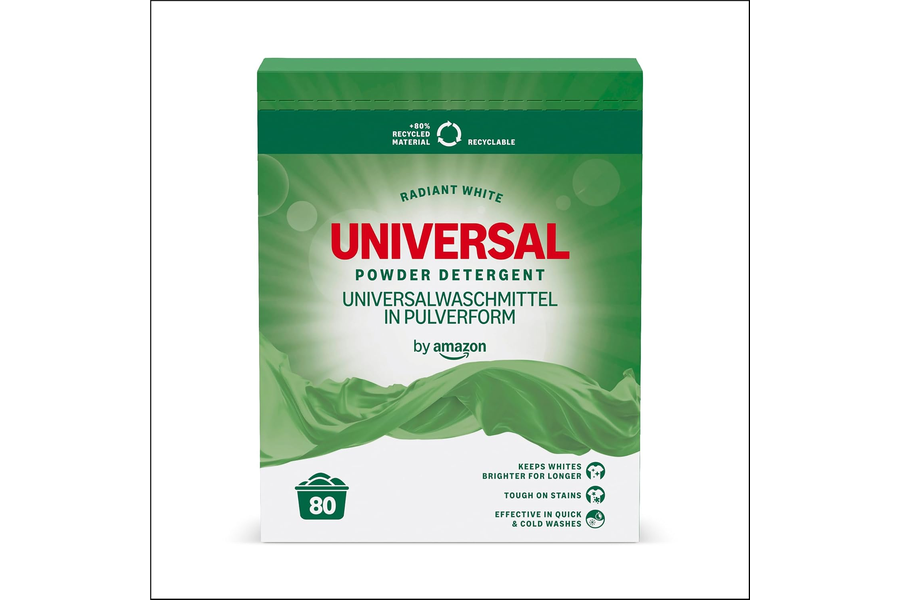 +80%
RECYCLED
MATERIAL
RECYCLABLE
RADIANT WHITE
UNIVERSAL
POWDER DETERGENT
UNIVERSALWASCHMITTEL
IN PULVERFORM
by amazon
KEEPS WHITES
BRIGHTER FOR LONGER
TOUGH ON STAINS
EFFECTIVE IN QUICK
& COLD WASHES
80